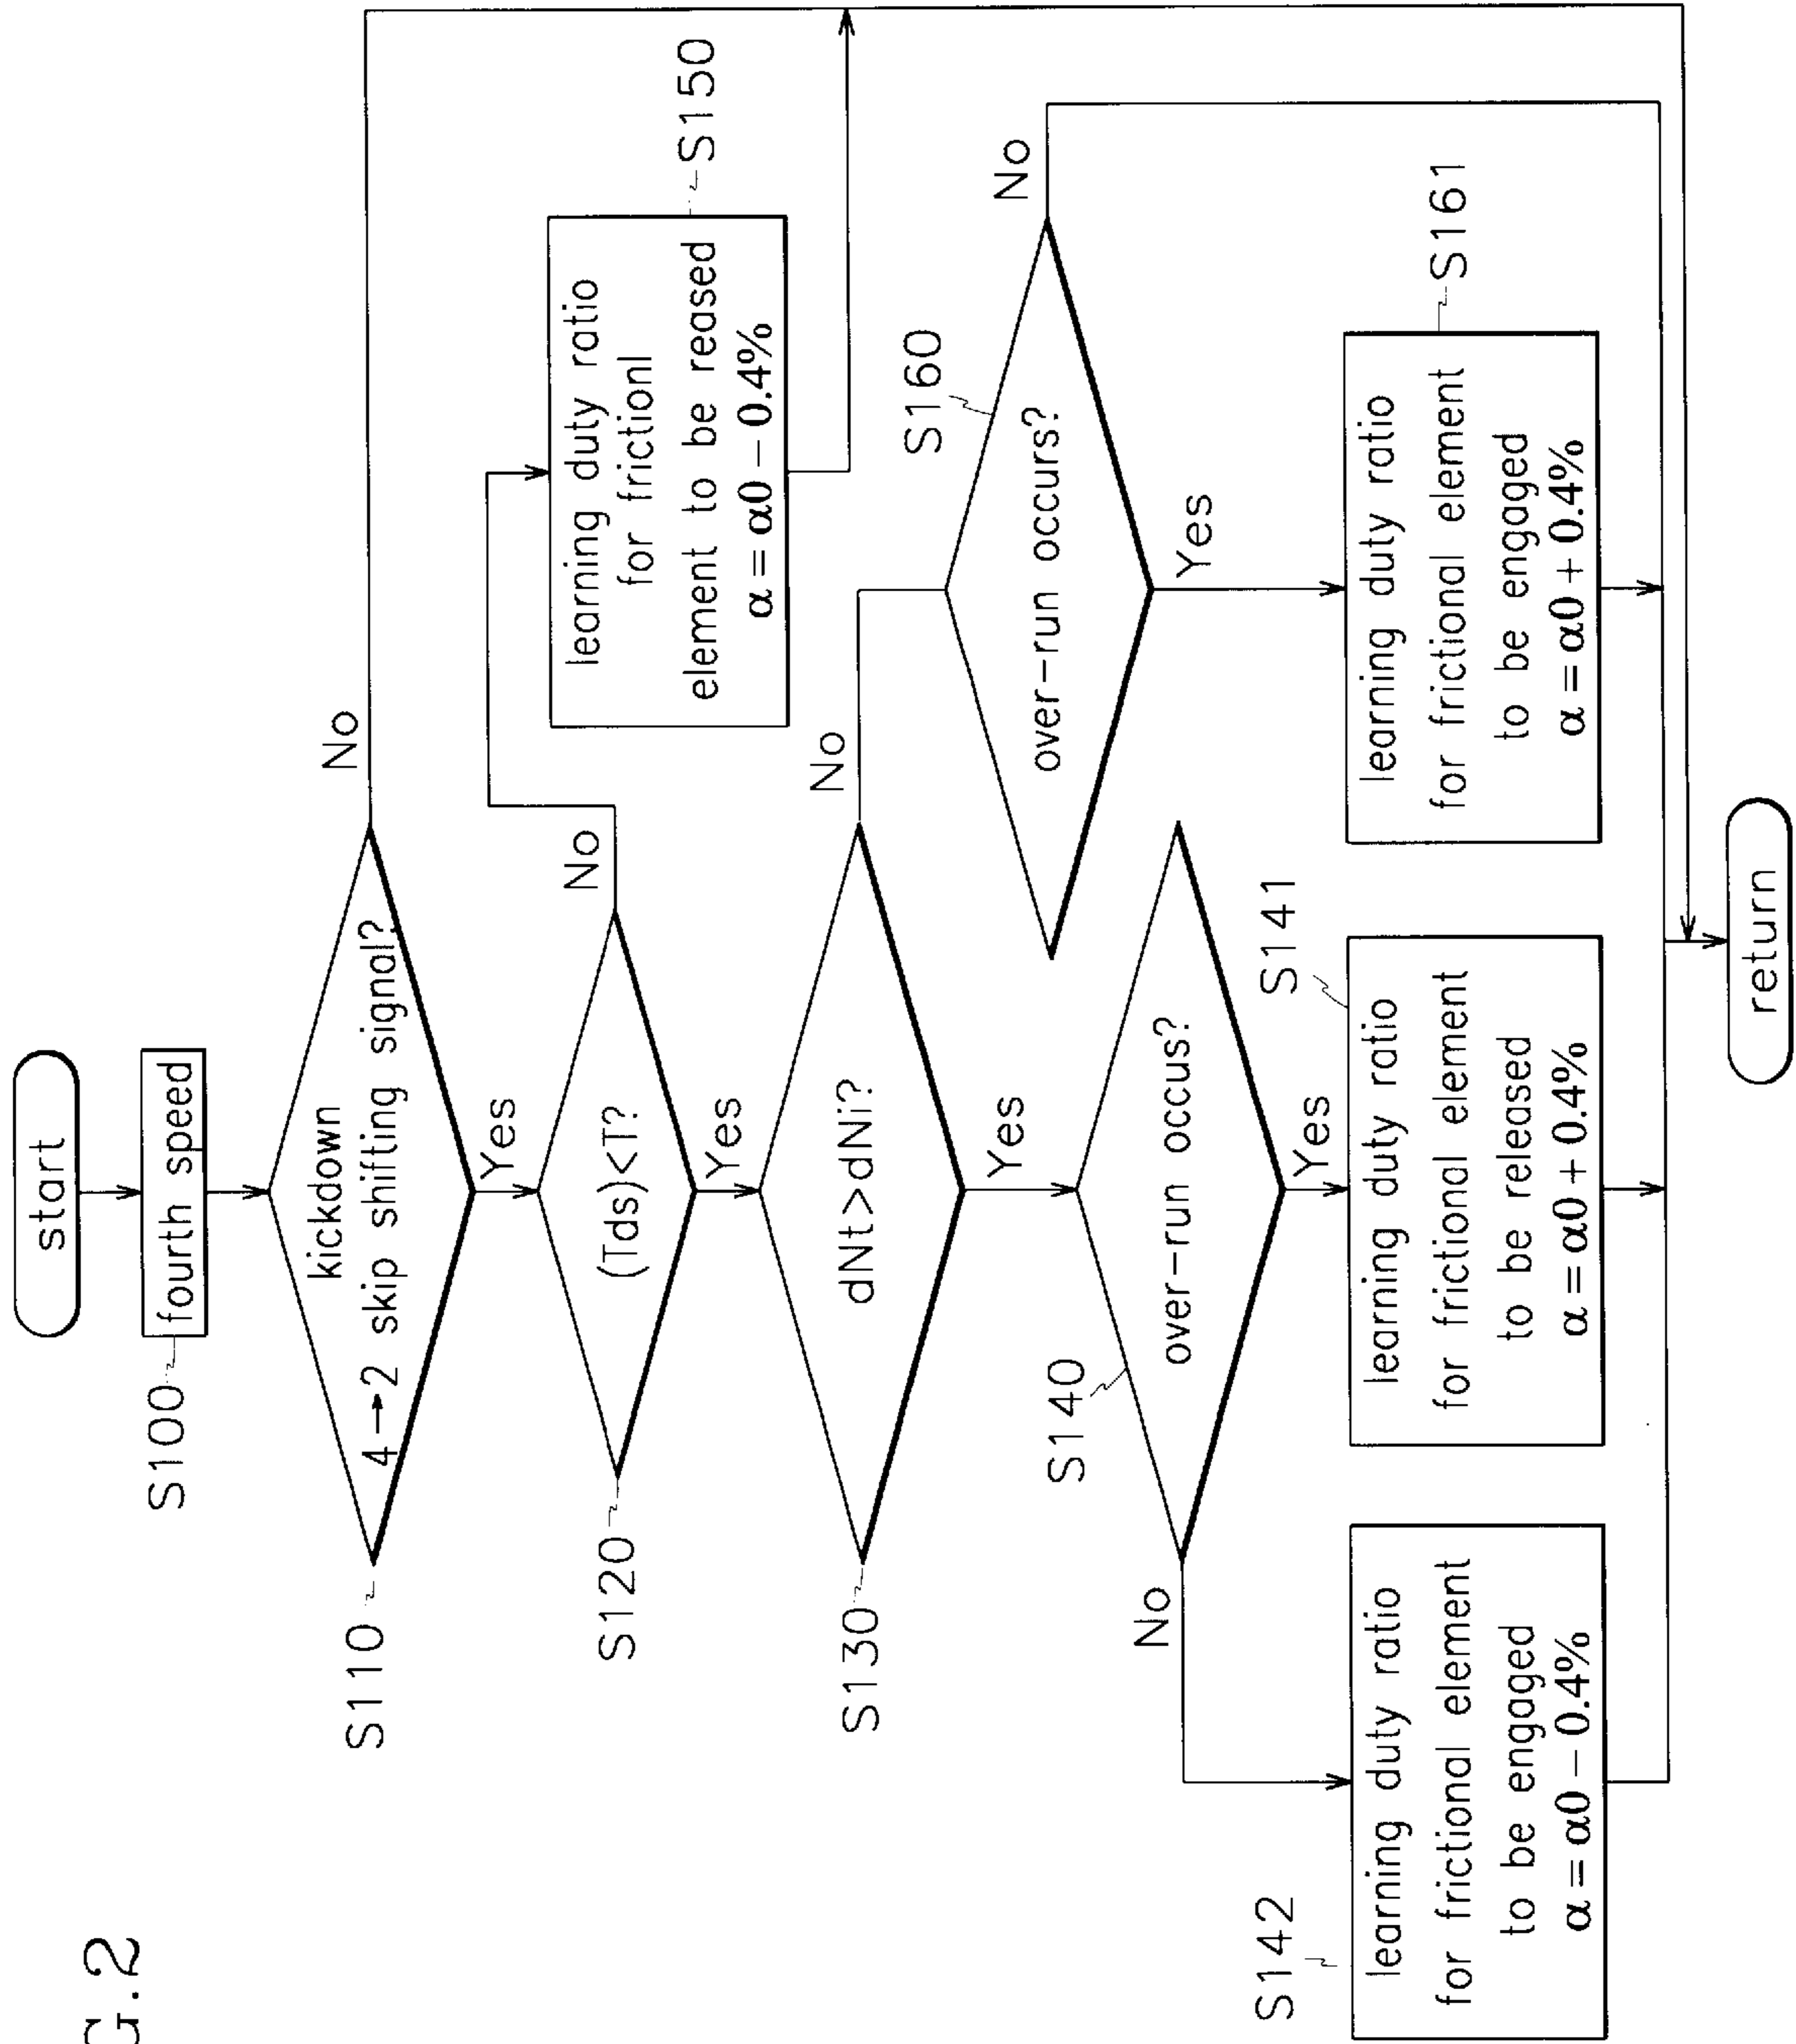 G.2
start
S100
fourth speed
S110
kickdown
4→2 skip shifting signal?
No
Yes
S120
(Tds)<T?
No
Yes
learning duty ratio
for frictionl
element to be reased
α = α0 − 0.4%
S150
S130
dNt>dNi?
No
Yes
S140
over-run occus?
No
Yes
S160
over-run occurs?
No
Yes
S142
learning duty ratio
for frictional element
to be engaged
α = α0 − 0.4%
S141
learning duty ratio
for frictional element
to be released
α = α0 + 0.4%
learning duty ratio
for frictional element
to be engaged
α = α0 + 0.4%
S161
return